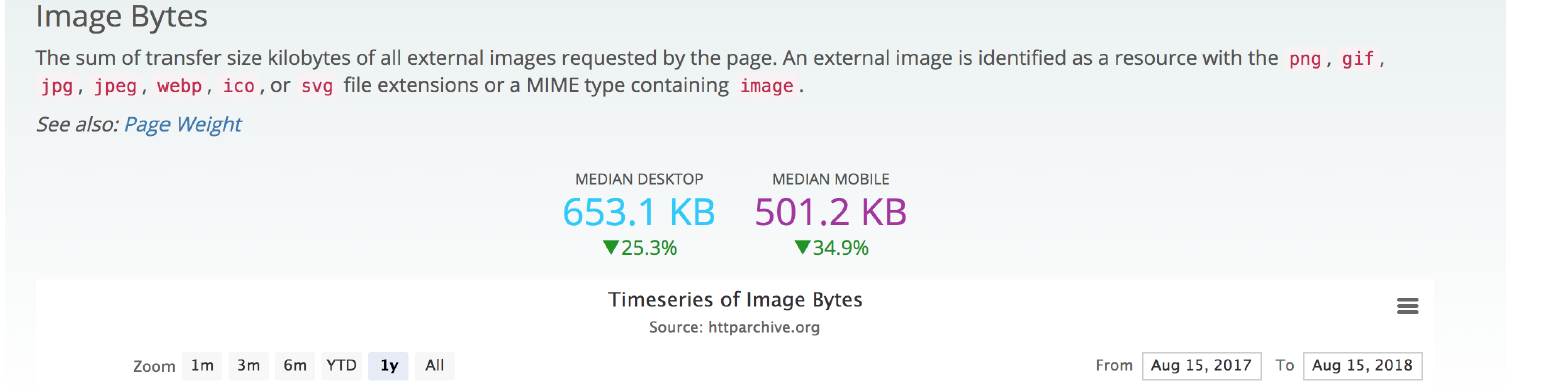 Image Bytes
The sum of transfer size kilobytes of all external images requested by the page. An external image is identified as a resource with the png, gif,
jpg, jpeg, webp, ico, or svg file extensions or a MIME type containing image.
See also: Page Weight
MEDIAN DESKTOP MEDIAN MOBILE
653.1 KB 501.2 KB
▼25.3% ▼34.9%
Timeseries of Image Bytes
Source: httparchive.org
Zoom 1m 3m 6m YTD 1y All From Aug 15, 2017 To Aug 15, 2018